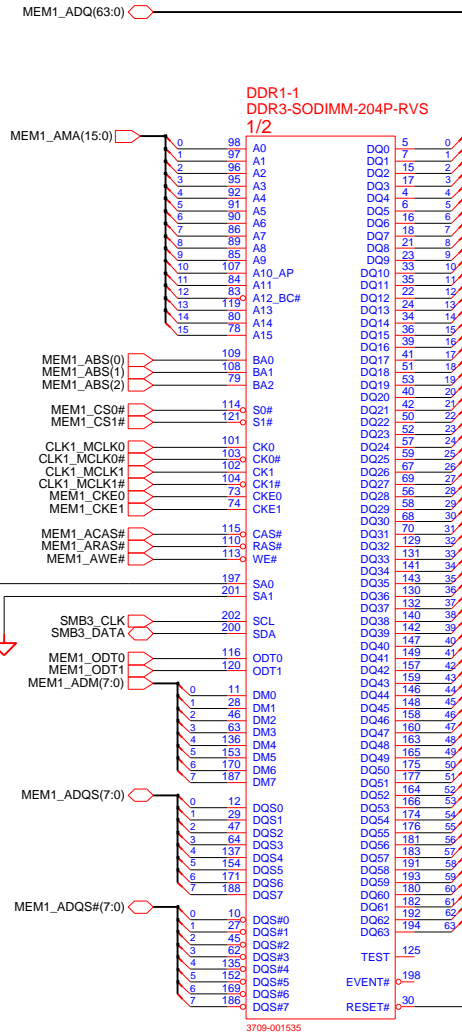 MEM1_ADQ(63:0)
DDR1-1
DDR3-SODIMM-204P-RVS
1/2
MEM1_AMA(15:0)
0 98 A0
1 97 A1
2 96 A2
3 95 A3
4 92 A4
5 91 A5
6 90 A6
7 86 A7
8 89 A8
9 85 A9
10 107 A10_AP
11 84 A11
12 83 A12_BC#
13 119 A13
14 80 A14
15 78 A15
MEM1_ABS(0) 109 BA0
MEM1_ABS(1) 108 BA1
MEM1_ABS(2) 79 BA2
MEM1_CS0# 114 S0#
MEM1_CS1# 121 S1#
CLK1_MCLK0 101 CK0
CLK1_MCLK0# 103 CK0#
CLK1_MCLK1 102 CK1
CLK1_MCLK1# 104 CK1#
MEM1_CKE0 73 CKE0
MEM1_CKE1 74 CKE1
MEM1_ACAS# 115 CAS#
MEM1_ARAS# 110 RAS#
MEM1_AWE# 113 WE#
197 SA0
201 SA1
SMB3_CLK 202 SCL
SMB3_DATA 200 SDA
MEM1_ODT0 116 ODT0
MEM1_ODT1 120 ODT1
MEM1_ADM(7:0)
0 11 DM0
1 28 DM1
2 46 DM2
3 63 DM3
4 136 DM4
5 153 DM5
6 170 DM6
7 187 DM7
MEM1_ADQS(7:0)
0 12 DQS0
1 29 DQS1
2 47 DQS2
3 64 DQS3
4 137 DQS4
5 154 DQS5
6 171 DQS6
7 188 DQS7
MEM1_ADQS#(7:0)
0 10 DQS#0
1 27 DQS#1
2 45 DQS#2
3 62 DQS#3
4 135 DQS#4
5 152 DQS#5
6 169 DQS#6
7 186 DQS#7
DQ0 5 0
DQ1 7 1
DQ2 15 2
DQ3 17 3
DQ4 4 4
DQ5 6 5
DQ6 16 6
DQ7 18 7
DQ8 21 8
DQ9 23 9
DQ10 33 10
DQ11 35 11
DQ12 22 12
DQ13 24 13
DQ14 34 14
DQ15 36 15
DQ16 39 16
DQ17 41 17
DQ18 51 18
DQ19 53 19
DQ20 40 20
DQ21 42 21
DQ22 50 22
DQ23 52 23
DQ24 57 24
DQ25 59 25
DQ26 67 26
DQ27 69 27
DQ28 56 28
DQ29 58 29
DQ30 68 30
DQ31 70 31
DQ32 129 32
DQ33 131 33
DQ34 141 34
DQ35 143 35
DQ36 130 36
DQ37 132 37
DQ38 140 38
DQ39 142 39
DQ40 147 40
DQ41 149 41
DQ42 157 42
DQ43 159 43
DQ44 146 44
DQ45 148 45
DQ46 158 46
DQ47 160 47
DQ48 163 48
DQ49 165 49
DQ50 175 50
DQ51 177 51
DQ52 164 52
DQ53 166 53
DQ54 174 54
DQ55 176 55
DQ56 181 56
DQ57 183 57
DQ58 191 58
DQ59 193 59
DQ60 180 60
DQ61 182 61
DQ62 192 62
DQ63 194 63
TEST 125
EVENT# 198
RESET# 30
3709-001535